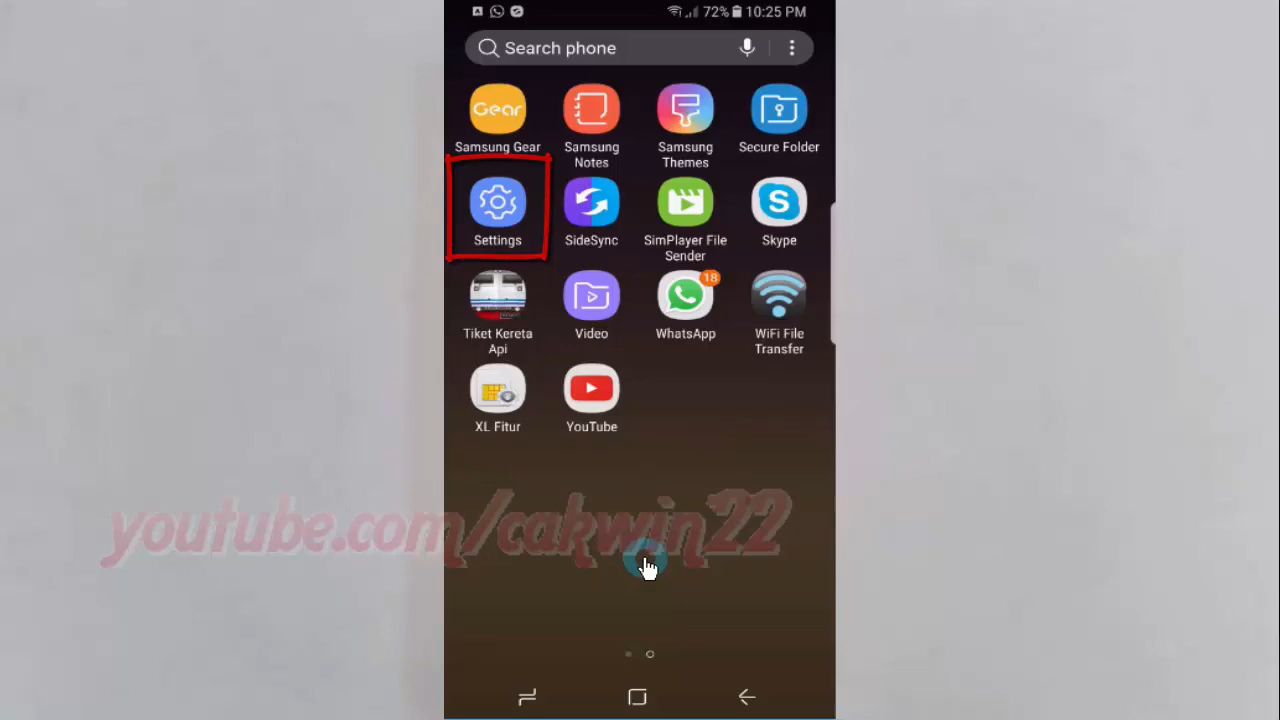 72% 10:25 PM
Search phone
Gear
Samsung Gear
Samsung Notes
Samsung Themes
Secure Folder
Settings
SideSync
SimPlayer File Sender
S
Skype
Tiket Kereta Api
Video
18
WhatsApp
WiFi File Transfer
XL Fitur
YouTube
youtube.com/cakwin22